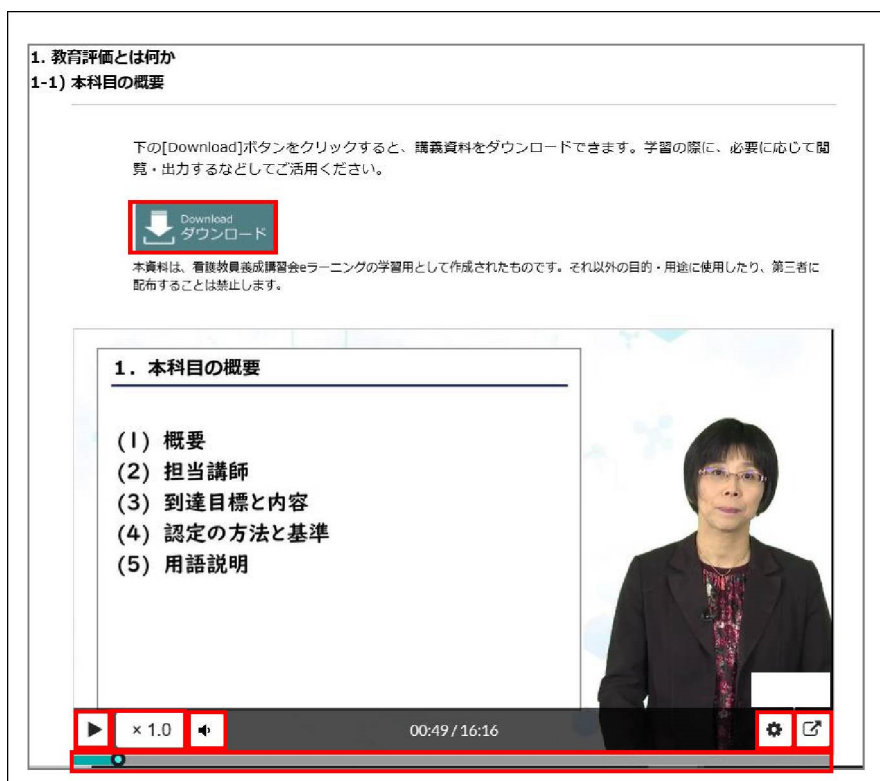 1. 教育評価とは何か
1-1) 本科目の概要
下の[Download]ボタンをクリックすると、講義資料をダウンロードできます。学習の際に、必要に応じて閲
覧・出力するなどしてご活用ください。
Download
ダウンロード
本資料は、看護教員養成講習会eラーニングの学習用として作成されたものです。それ以外の目的・用途に使用したり、第三者に
配布することは禁止します。
1. 本科目の概要
(1) 概要
(2) 担当講師
(3) 到達目標と内容
(4) 認定の方法と基準
(5) 用語説明
× 1.0
00:49 / 16:16